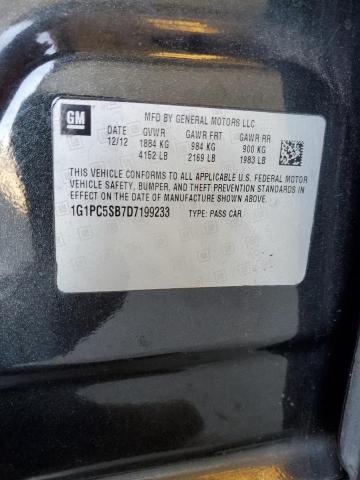 GM
MFD BY GENERAL MOTORS LLC
DATE GVWR GAWR FRT GAWR RR
12/12 1884 KG 984 KG 900 KG
4152 LB 2169 LB 1983 LB
THIS VEHICLE CONFORMS TO ALL APPLICABLE U.S. FEDERAL MOTOR
VEHICLE SAFETY, BUMPER, AND THEFT PREVENTION STANDARDS
IN EFFECT ON THE DATE OF MANUFACTURE SHOWN ABOVE.
1G1PC5SB7D7199233 TYPE: PASS CAR